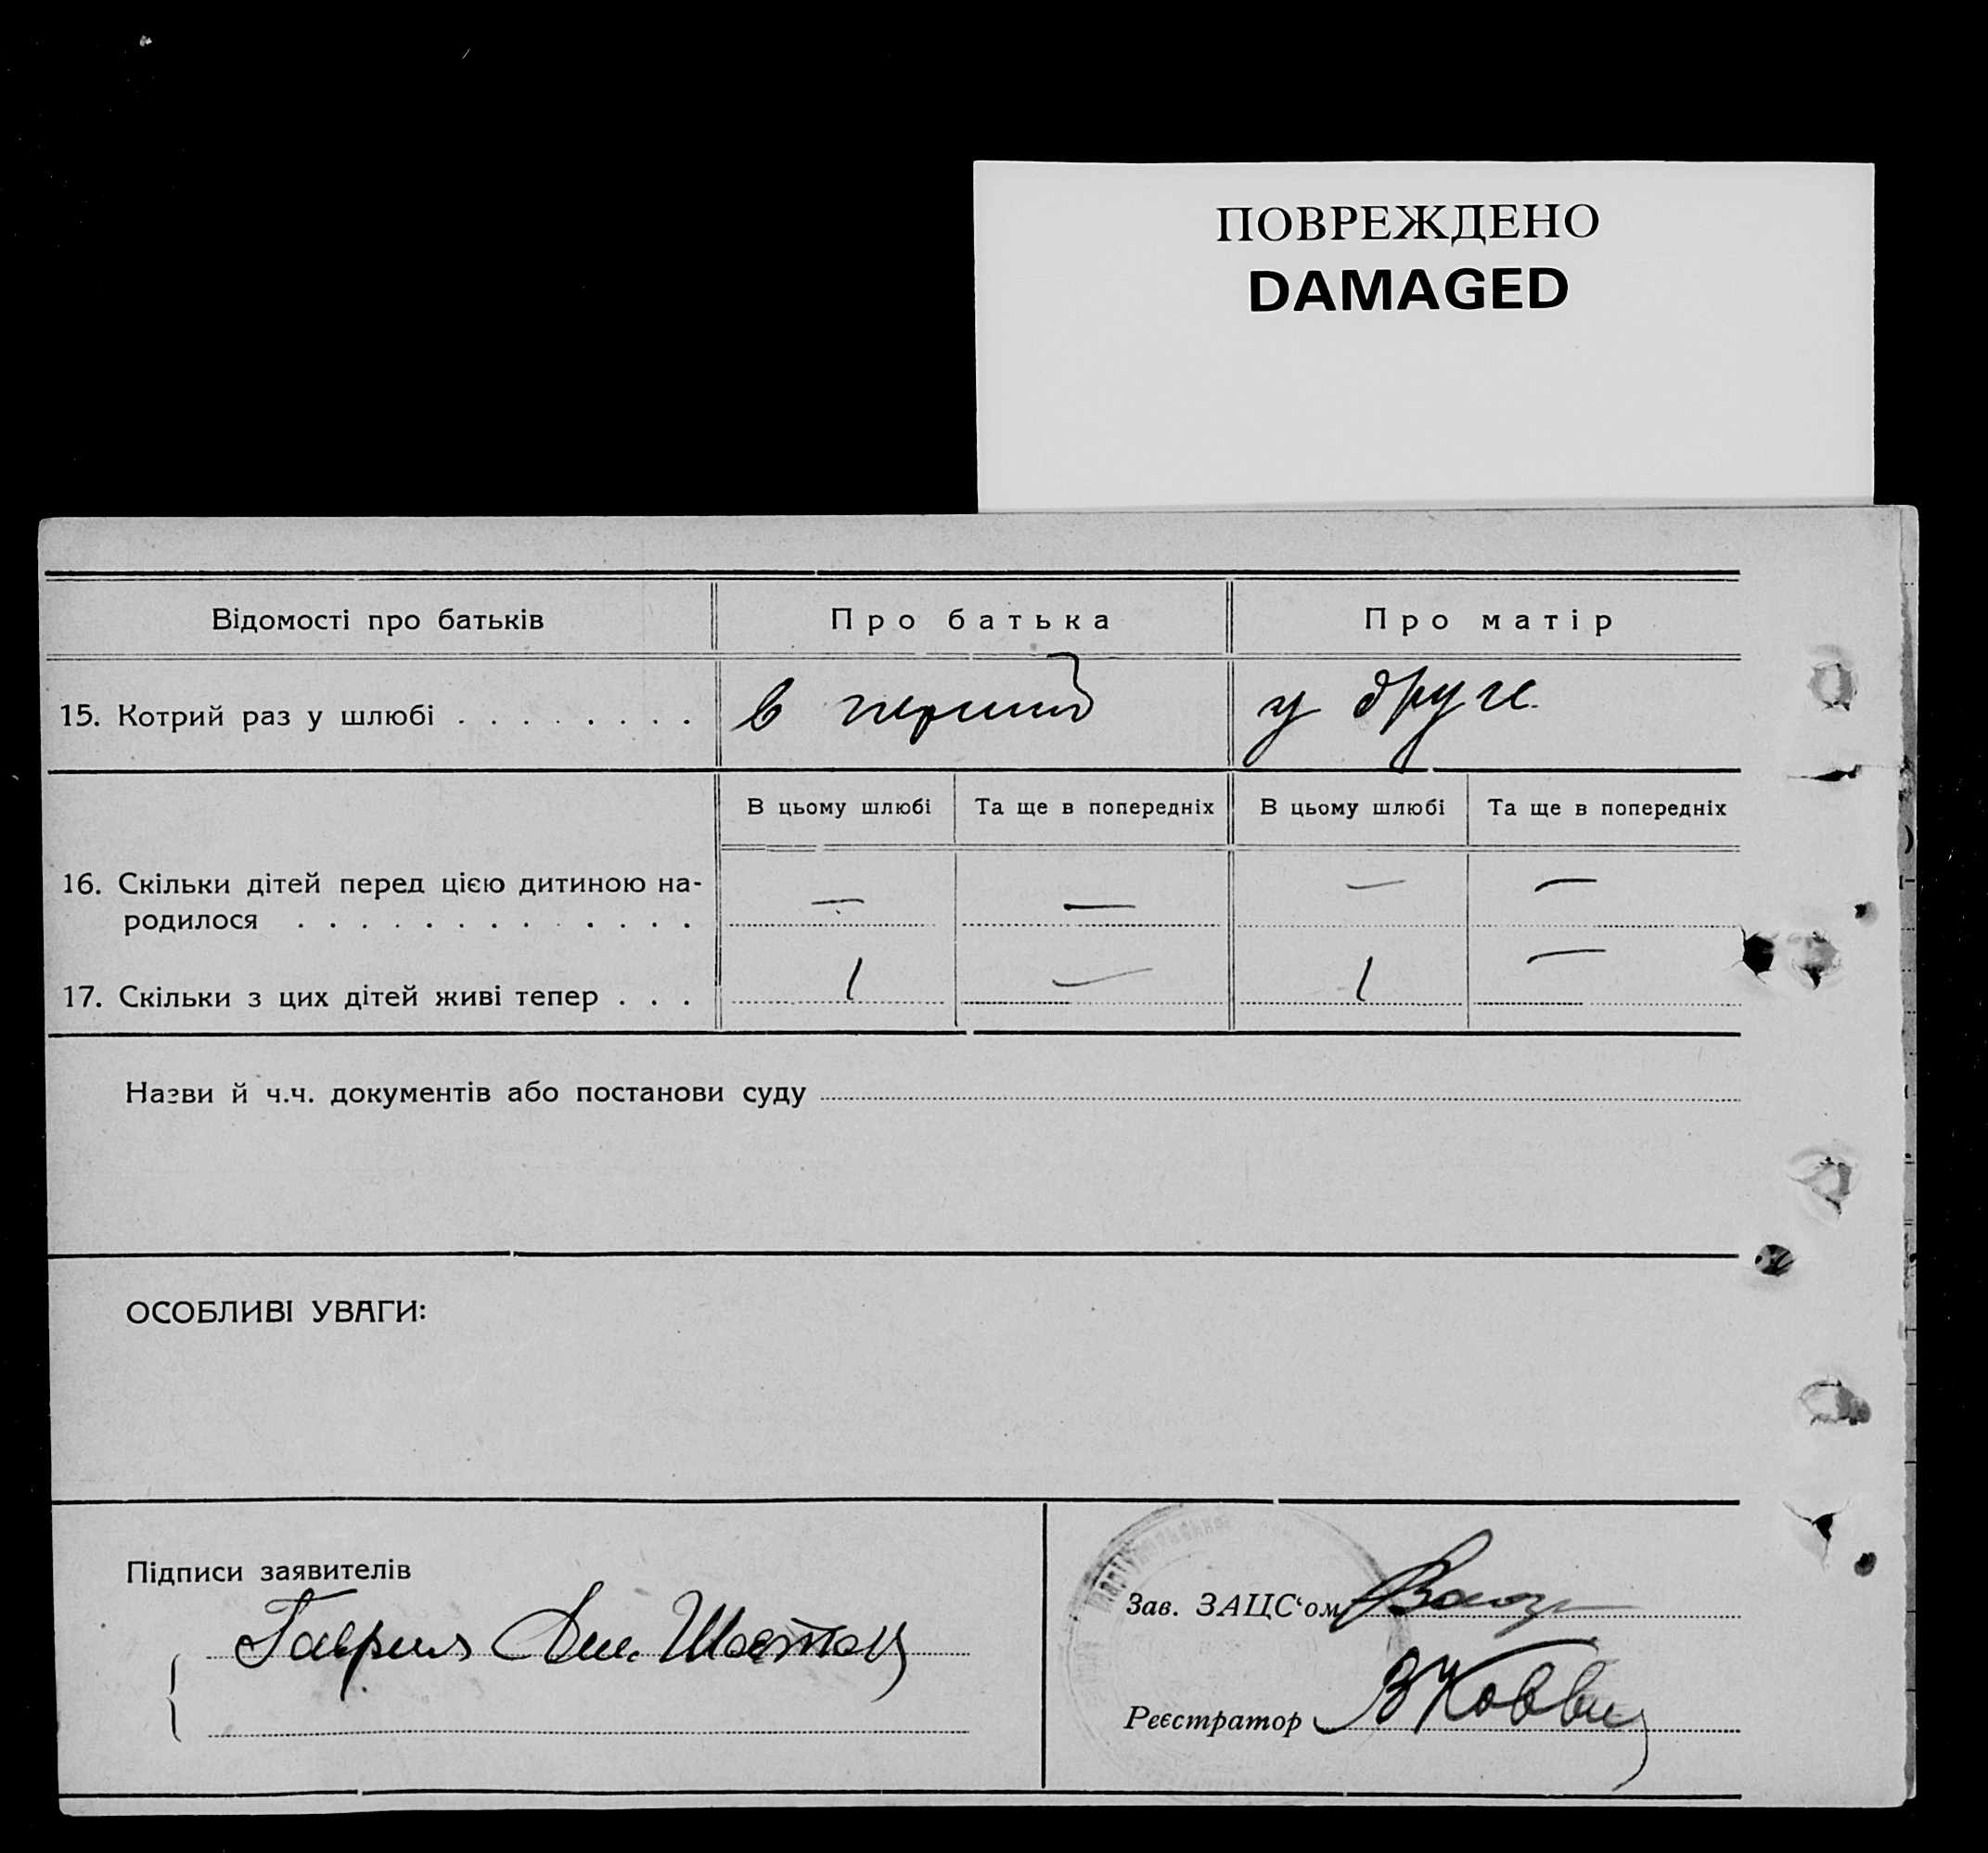 ПОВРЕЖДЕНО
DAMAGED
Відомості про батьків Про батька Про матір
15. Котрий раз у шлюбі . . . . . . . . в перший у друге
В цьому шлюбі Та ще в попередніх В цьому шлюбі Та ще в попередніх
16. Скільки дітей перед цією дитиною на-
родилося . . . . . . . . . . . . . — — — —
17. Скільки з цих дітей живі тепер . . . 1 — 1 —
Назви й ч.ч. документів або постанови суду
ОСОБЛИВІ УВАГИ:
Підписи заявителів
Зав. ЗАЦС‘ом
Реєстратор